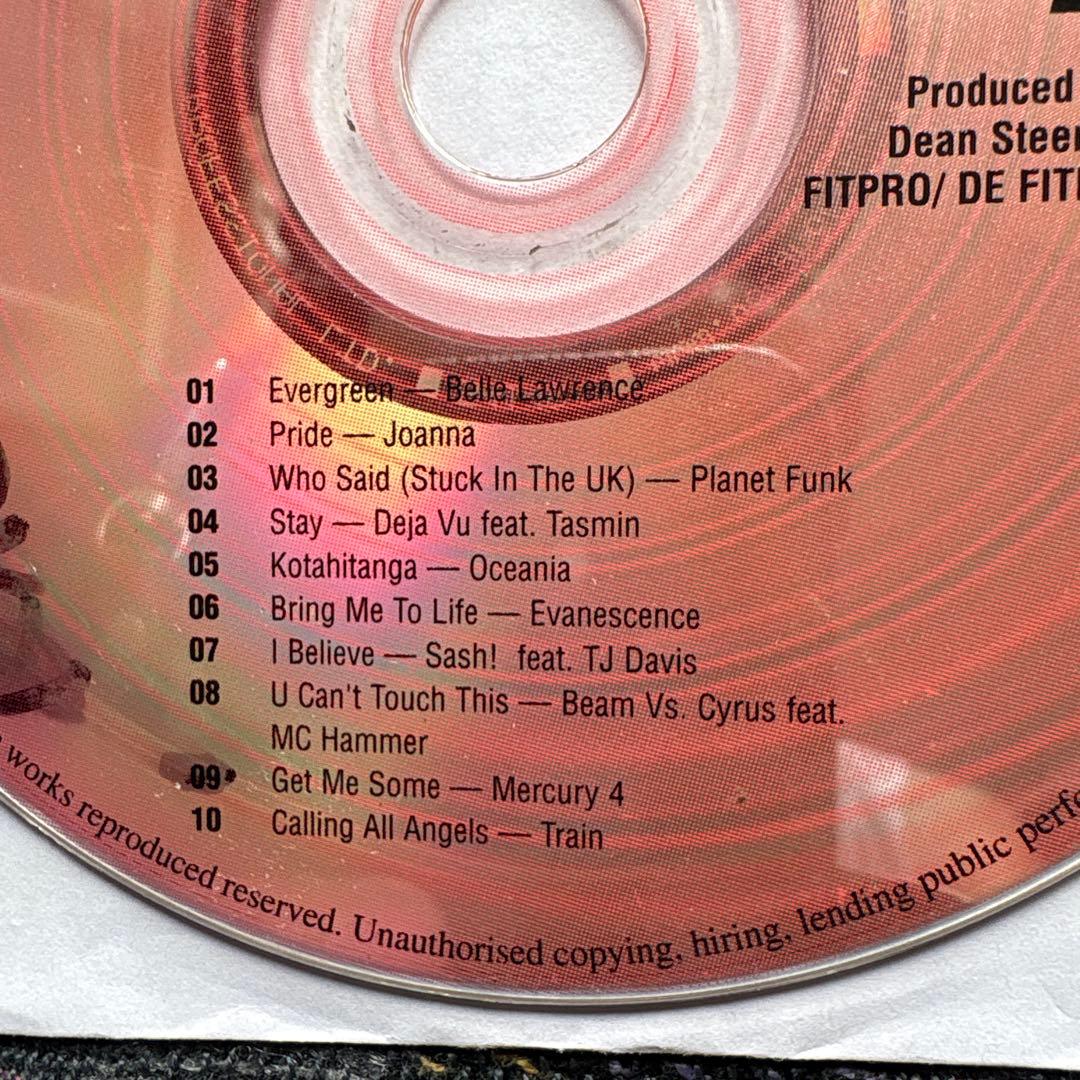 Produced
Dean Steer
FITPRO/ DE FIT
01 Evergreen — Belle Lawrence
02 Pride — Joanna
03 Who Said (Stuck In The UK) — Planet Funk
04 Stay — Deja Vu feat. Tasmin
05 Kotahitanga — Oceania
06 Bring Me To Life — Evanescence
07 I Believe — Sash! feat. TJ Davis
08 U Can't Touch This — Beam Vs. Cyrus feat.
MC Hammer
09* Get Me Some — Mercury 4
10 Calling All Angels — Train
works reproduced reserved. Unauthorised copying, hiring, lending public perfo